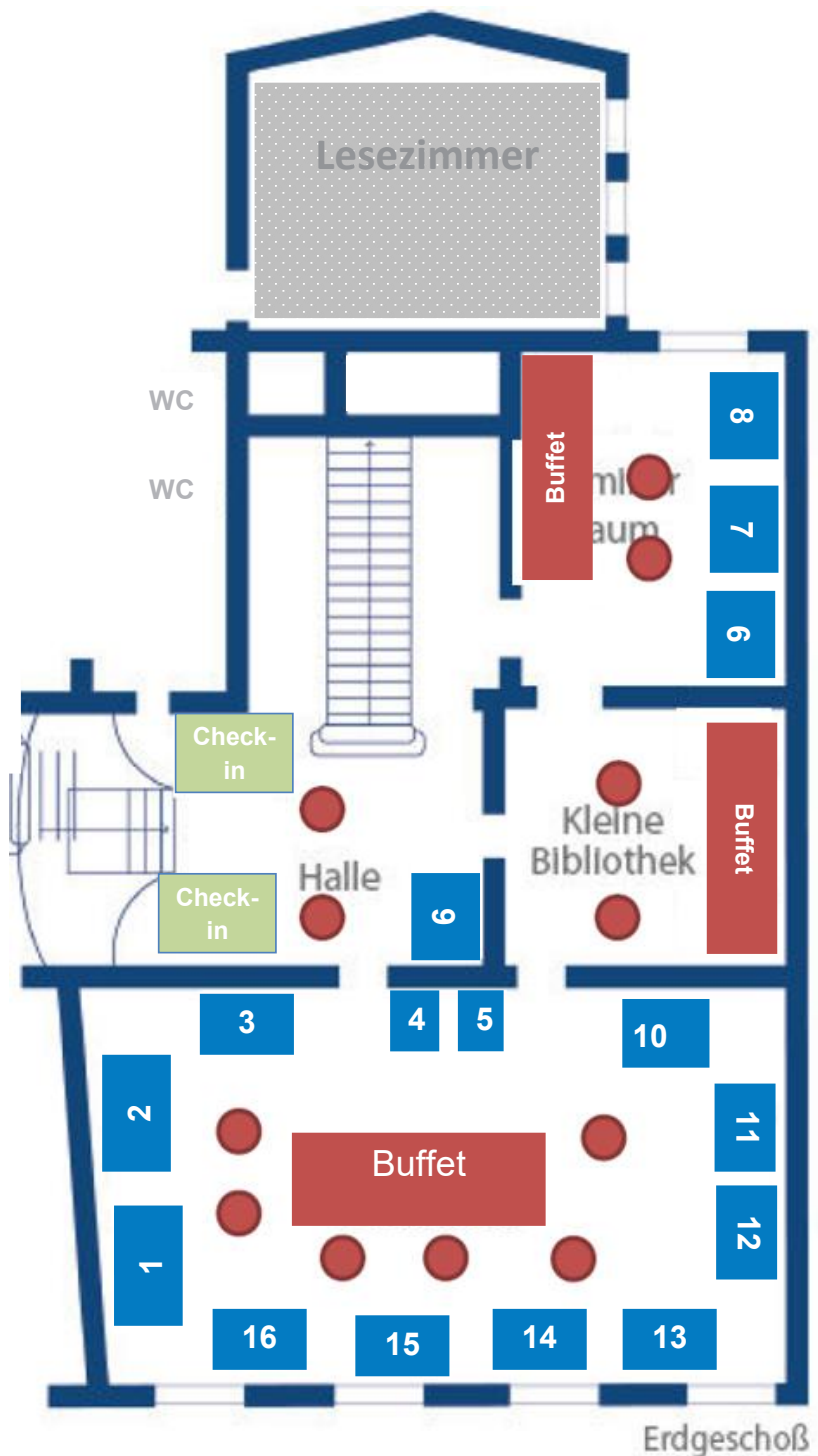 Lesezimmer
WC
WC
Buffet
8
7
aum
6
Check-
in
Check-
in
Halle
9
Kleine
Bibliothek
Buffet
3
4
5
10
2
11
Buffet
12
1
16
15
14
13
Erdgeschoß